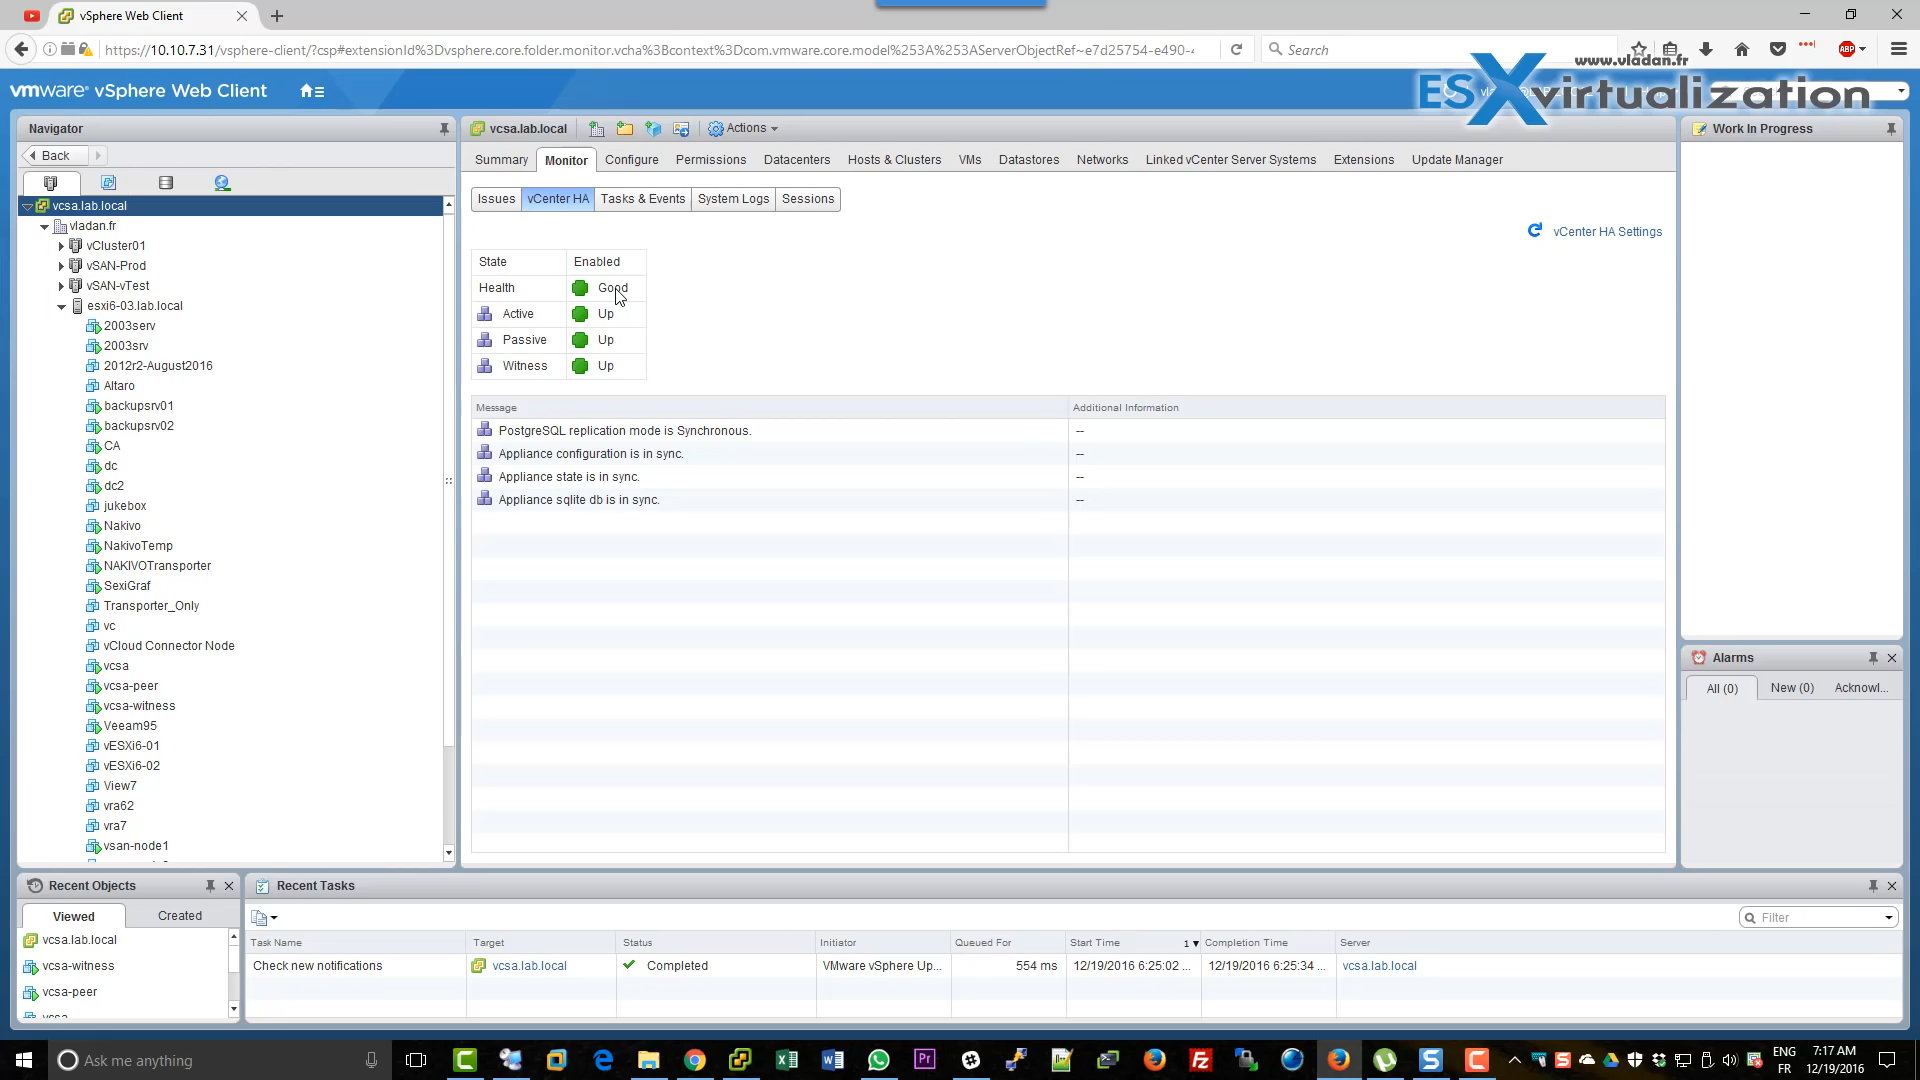 vSphere Web Client
https://10.10.7.31/vsphere-client/?csp#extensionId%3Dvsphere.core.folder.monitor.vcha%3Bcontext%3Dcom.vmware.core.model%253A%253AServerObjectRef~e7d25754-e490-4
Search
ABP
www.vladan.fr
ESXvirtualization
vmware® vSphere Web Client
Navigator
Back
vcsa.lab.local
vladan.fr
vCluster01
vSAN-Prod
vSAN-vTest
esxi6-03.lab.local
2003serv
2003srv
2012r2-August2016
Altaro
backupsrv01
backupsrv02
CA
dc
dc2
jukebox
Nakivo
NakivoTemp
NAKIVOTransporter
SexiGraf
Transporter_Only
vc
vCloud Connector Node
vcsa
vcsa-peer
vcsa-witness
Veeam95
vESXi6-01
vESXi6-02
View7
vra62
vra7
vsan-node1
vcsa.lab.local
Actions
Summary Monitor Configure Permissions Datacenters Hosts & Clusters VMs Datastores Networks Linked vCenter Server Systems Extensions Update Manager
Issues vCenter HA Tasks & Events System Logs Sessions
vCenter HA Settings
State Enabled
Health Good
Active Up
Passive Up
Witness Up
Message Additional Information
PostgreSQL replication mode is Synchronous. --
Appliance configuration is in sync. --
Appliance state is in sync. --
Appliance sqlite db is in sync. --
Work In Progress
Alarms
All (0) New (0) Acknowl...
Recent Objects
Viewed Created
vcsa.lab.local
vcsa-witness
vcsa-peer
vcsa
Recent Tasks
Filter
Task Name Target Status Initiator Queued For Start Time 1 Completion Time Server
Check new notifications vcsa.lab.local Completed VMware vSphere Up... 554 ms 12/19/2016 6:25:02 ... 12/19/2016 6:25:34 ... vcsa.lab.local
Ask me anything
ENG
FR
7:17 AM
12/19/2016